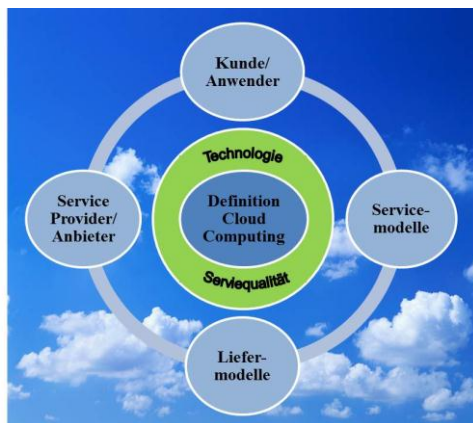 Kunde/
Anwender
Technologie
Service
Provider/
Anbieter
Definition
Cloud
Computing
Service-
modelle
Serviequalität
Liefer-
modelle